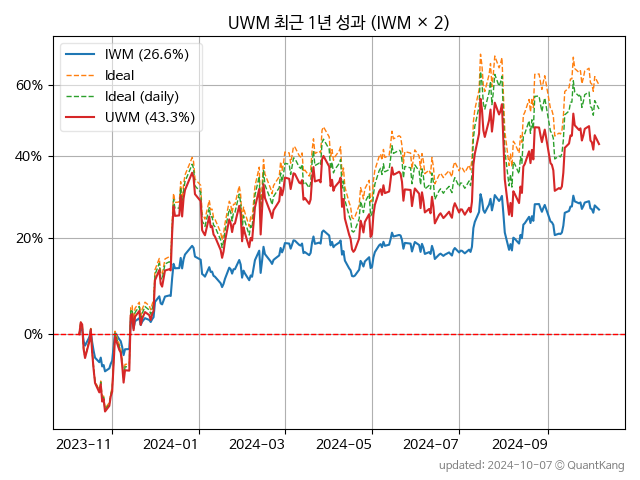 UWM 최근 1년 성과 (IWM × 2)
IWM (26.6%)
Ideal
Ideal (daily)
UWM (43.3%)
60%
40%
20%
0%
2023-11 2024-01 2024-03 2024-05 2024-07 2024-09
updated: 2024-10-07 © QuantKang